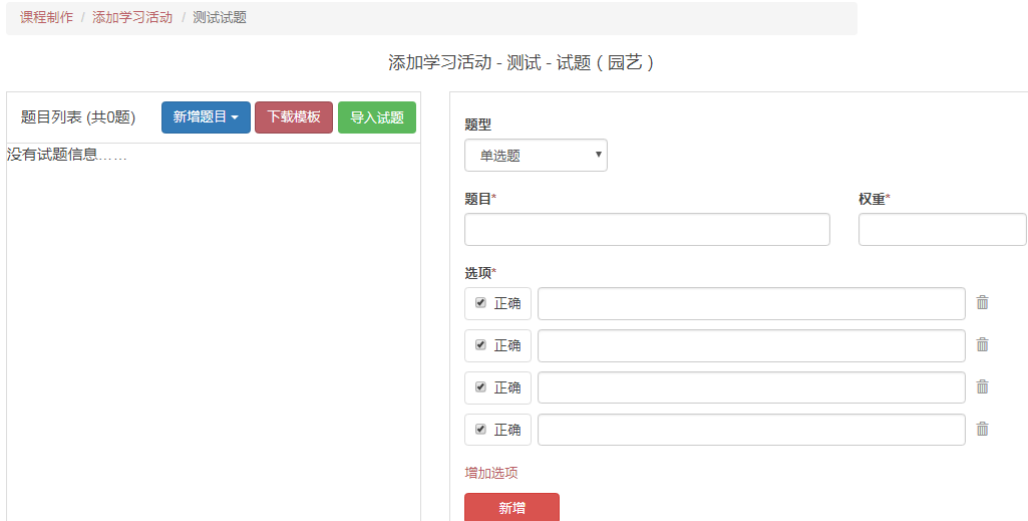 课程制作 / 添加学习活动 / 测试试题
添加学习活动 - 测试 - 试题 ( 园艺 )
题目列表 (共0题) 新增题目 下载模板 导入试题
没有试题信息……
题型
单选题
题目* 权重*
选项*
正确
正确
正确
正确
增加选项
新增